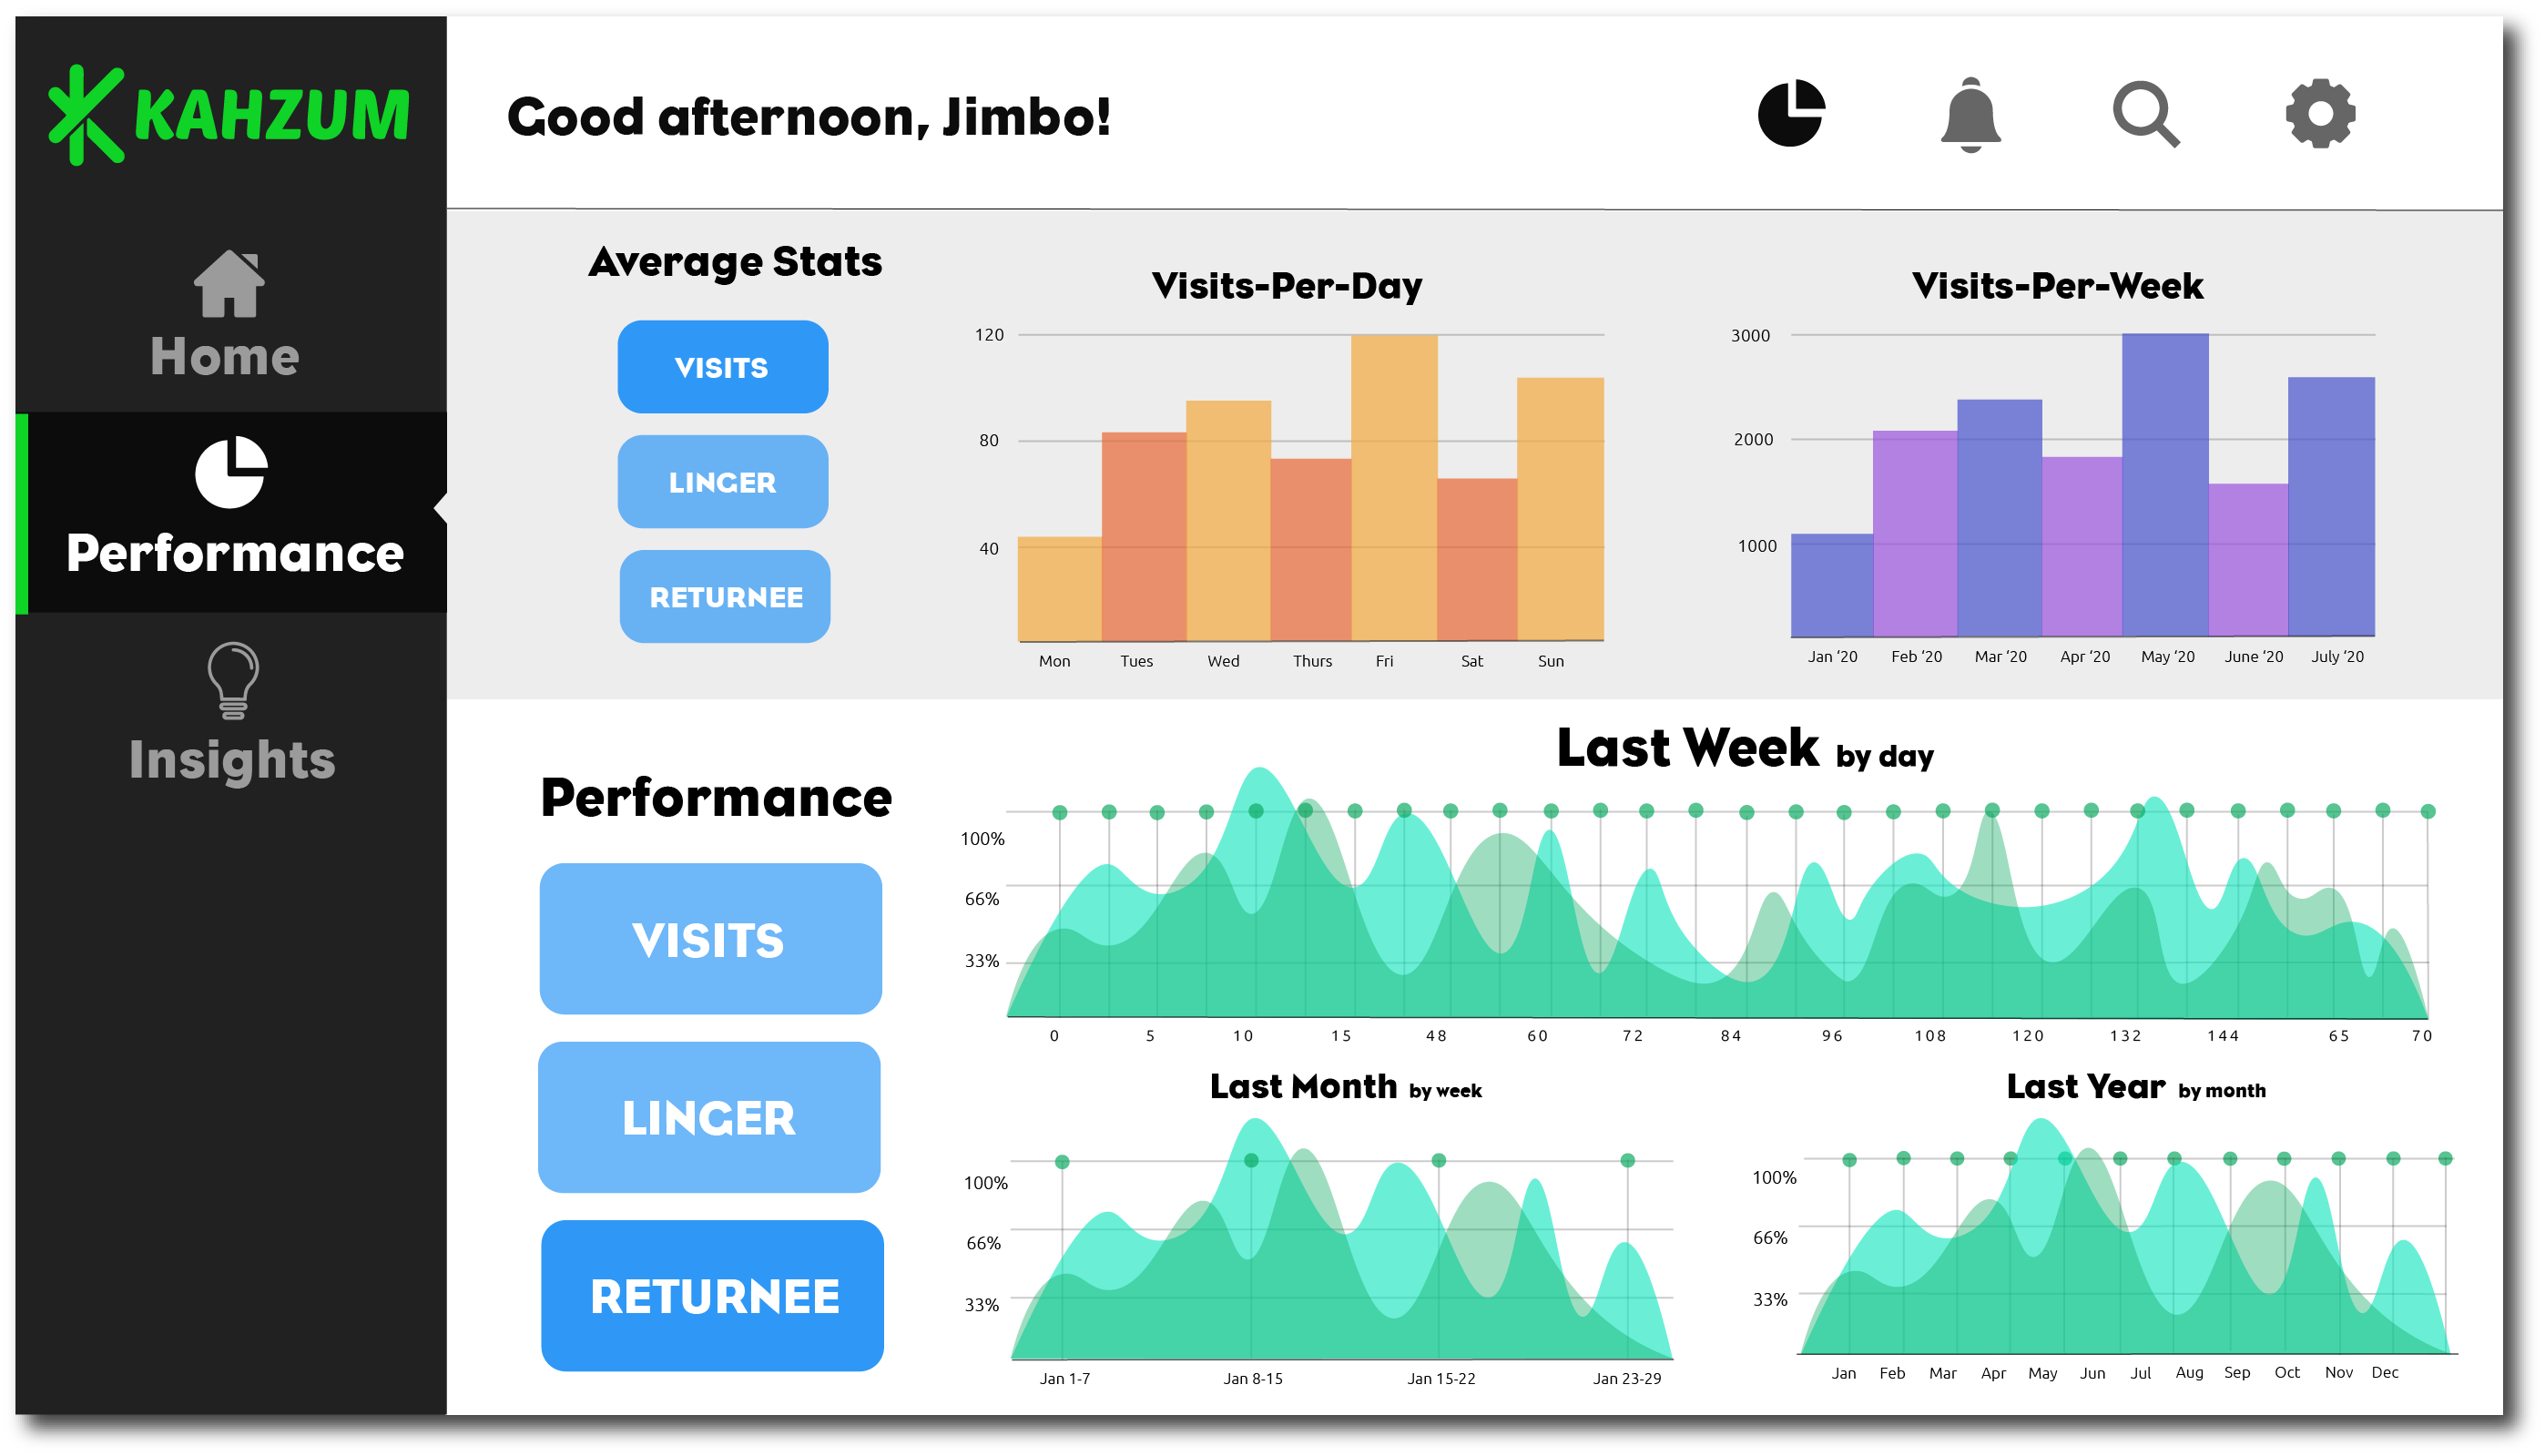 KAHZUM
Home
Performance
Insights
Good afternoon, Jimbo!
Average Stats
VISITS
LINGER
RETURNEE
Visits-Per-Day
120
80
40
Mon Tues Wed Thurs Fri Sat Sun
Visits-Per-Week
3000
2000
1000
Jan ‘20 Feb ‘20 Mar ‘20 Apr ‘20 May ‘20 June ‘20 July ‘20
Performance
VISITS
LINGER
RETURNEE
Last Week by day
100%
66%
33%
0 5 10 15 48 60 72 84 96 108 120 132 144 65 70
Last Month by week
100%
66%
33%
Jan 1-7 Jan 8-15 Jan 15-22 Jan 23-29
Last Year by month
100%
66%
33%
Jan Feb Mar Apr May Jun Jul Aug Sep Oct Nov Dec